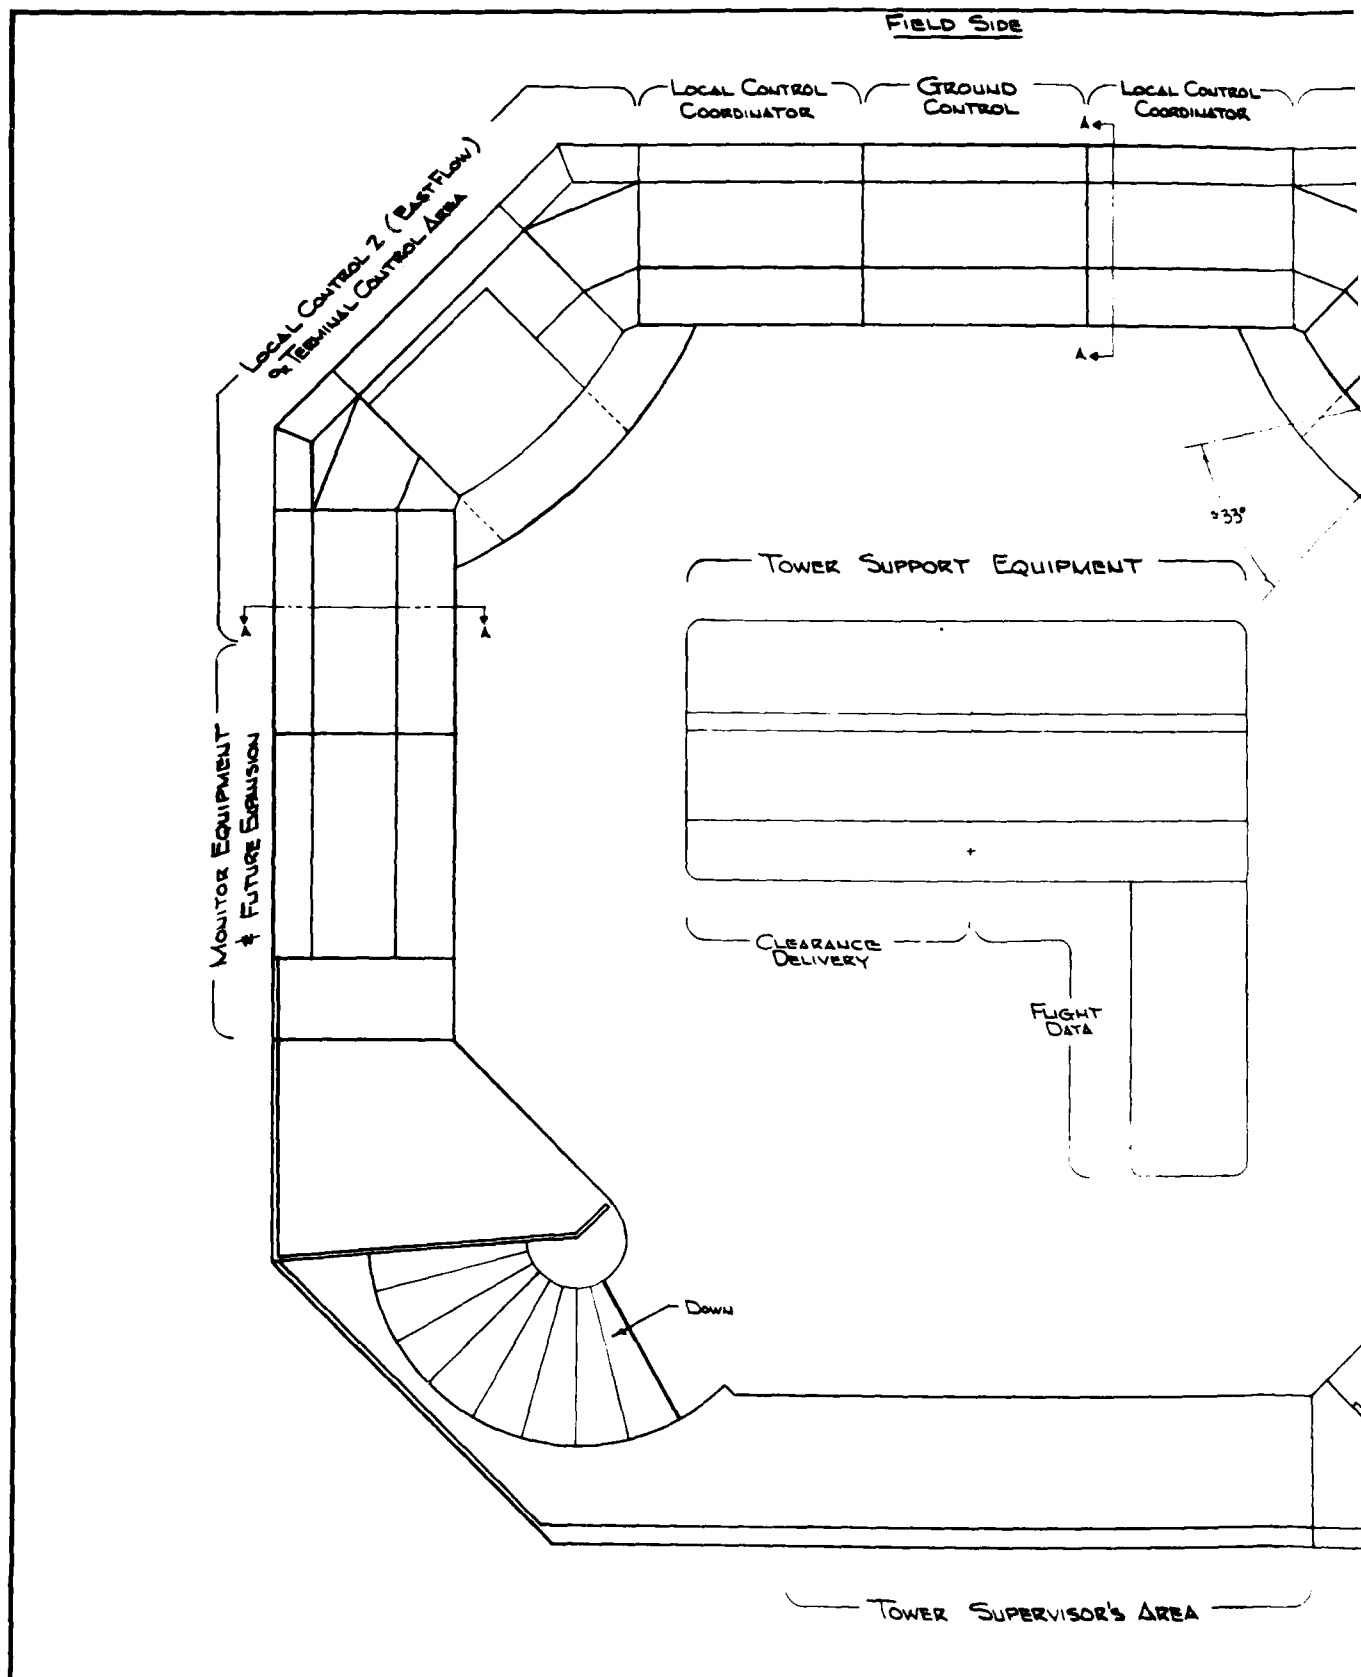 FIELD SIDE
LOCAL CONTROL
COORDINATOR
GROUND
CONTROL
LOCAL CONTROL
COORDINATOR
A
A
LOCAL CONTROL 2 (EAST FLOW)
OR TERMINAL CONTROL AREA
≈33°
TOWER SUPPORT EQUIPMENT
A
A
MONITOR EQUIPMENT
& FUTURE EXPANSION
CLEARANCE
DELIVERY
FLIGHT
DATA
DOWN
TOWER SUPERVISOR'S AREA